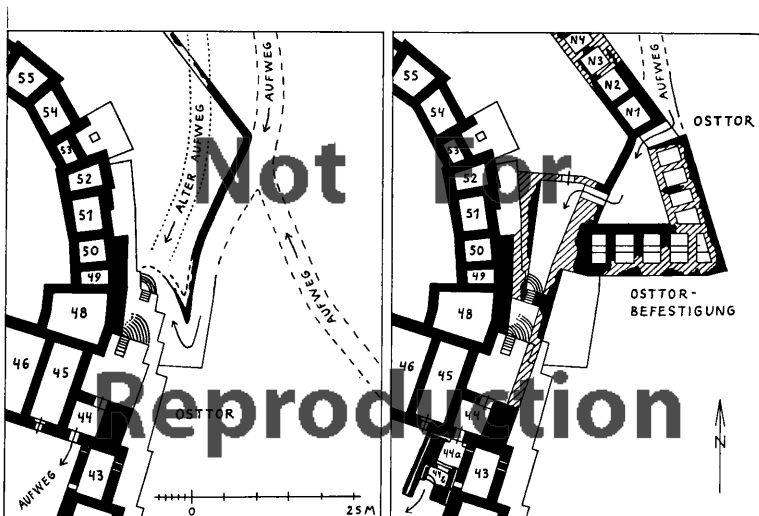 55
54
53
52
51
50
49
48
46
45
44
43
AUFWEG
ALTER AUFWEG
AUFWEG
AUFWEG
OSTTOR
0 25 M
55
54
53
52
51
50
49
48
46
45
44
44a
43
N4
N3
N2
N1
AUFWEG
OSTTOR
OSTTOR-
BEFESTIGUNG
N
Not For
Reproduction